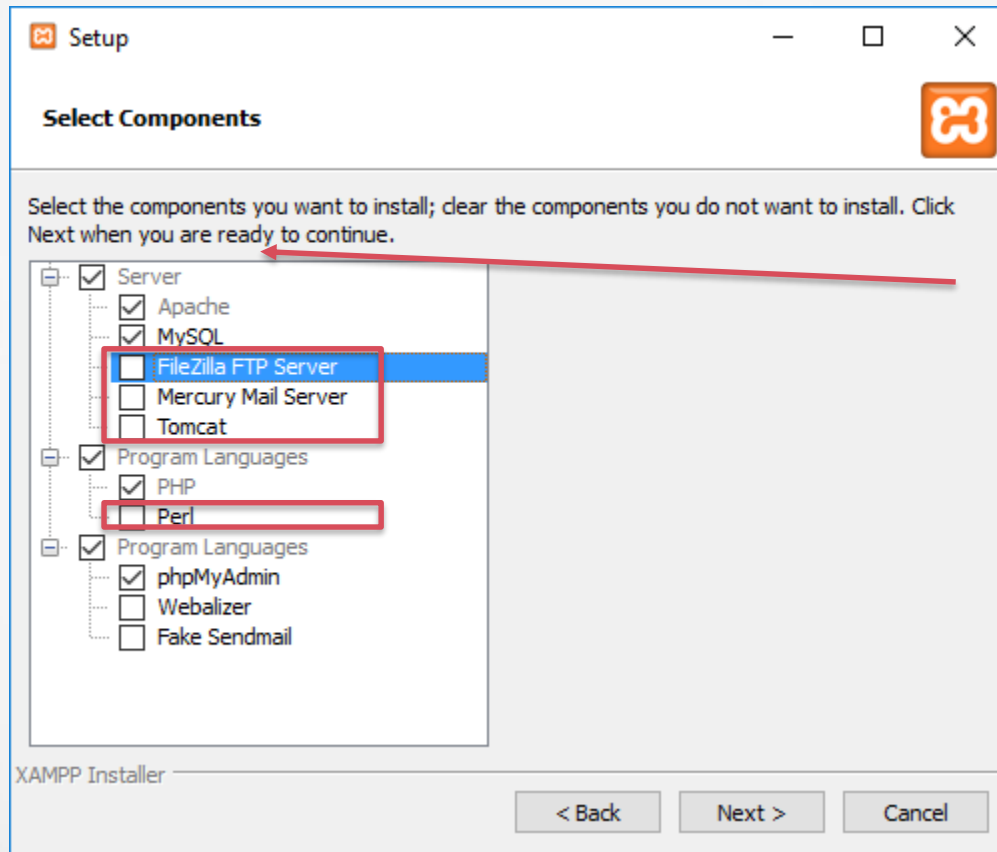 Setup
Select Components
Select the components you want to install; clear the components you do not want to install. Click
Next when you are ready to continue.
Server
Apache
MySQL
FileZilla FTP Server
Mercury Mail Server
Tomcat
Program Languages
PHP
Perl
Program Languages
phpMyAdmin
Webalizer
Fake Sendmail
XAMPP Installer
< Back Next > Cancel